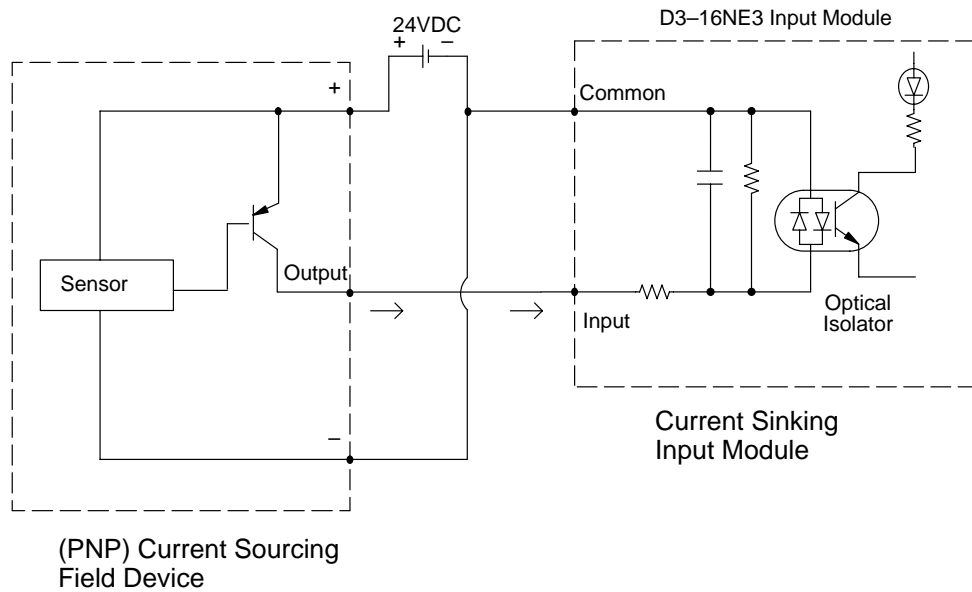 24VDC
+ –
D3–16NE3 Input Module
+
Common
Sensor
Output
Input
Optical
Isolator
–
Current Sinking
Input Module
(PNP) Current Sourcing
Field Device